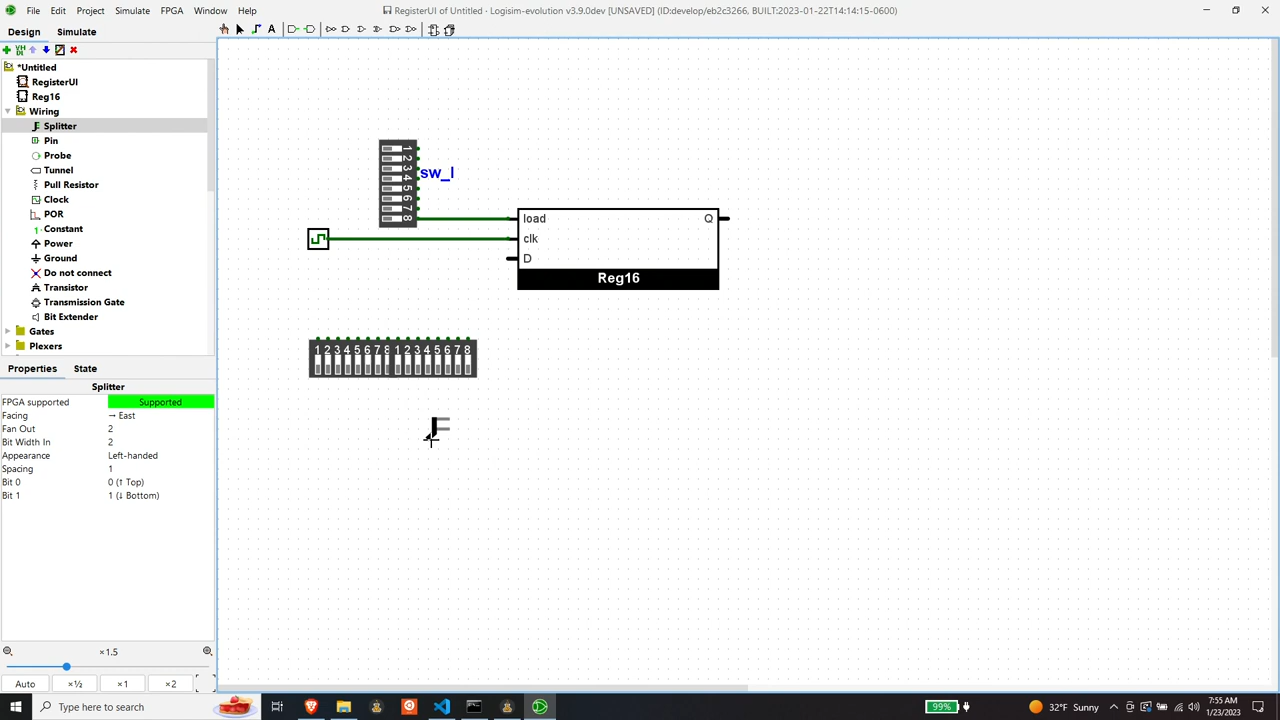 RegisterUI of Untitled - Logisim-evolution v3.9.0dev [UNSAVED] (ID:develop/eb2c3266, BUILT:2023-01-22T14:14:15-0600)
File Edit Project Simulate FPGA Window Help
Design Simulate
A
*Untitled
RegisterUI
Reg16
Wiring
Splitter
Pin
Probe
Tunnel
Pull Resistor
Clock
POR
Constant
Power
Ground
Do not connect
Transistor
Transmission Gate
Bit Extender
Gates
Plexers
Properties State
Splitter
FPGA supported Supported
Facing → East
Fan Out 2
Bit Width In 2
Appearance Left-handed
Spacing 1
Bit 0 0 (↑ Top)
Bit 1 1 (↓ Bottom)
×1.5
Auto ×½ ×1 ×2
1
2
3
4
5
6
7
8
sw_l
load Q
clk
D
Reg16
1 2 3 4 5 6 7 8 1 2 3 4 5 6 7 8
Type here to search
99%
32°F Sunny
7:55 AM
1/23/2023